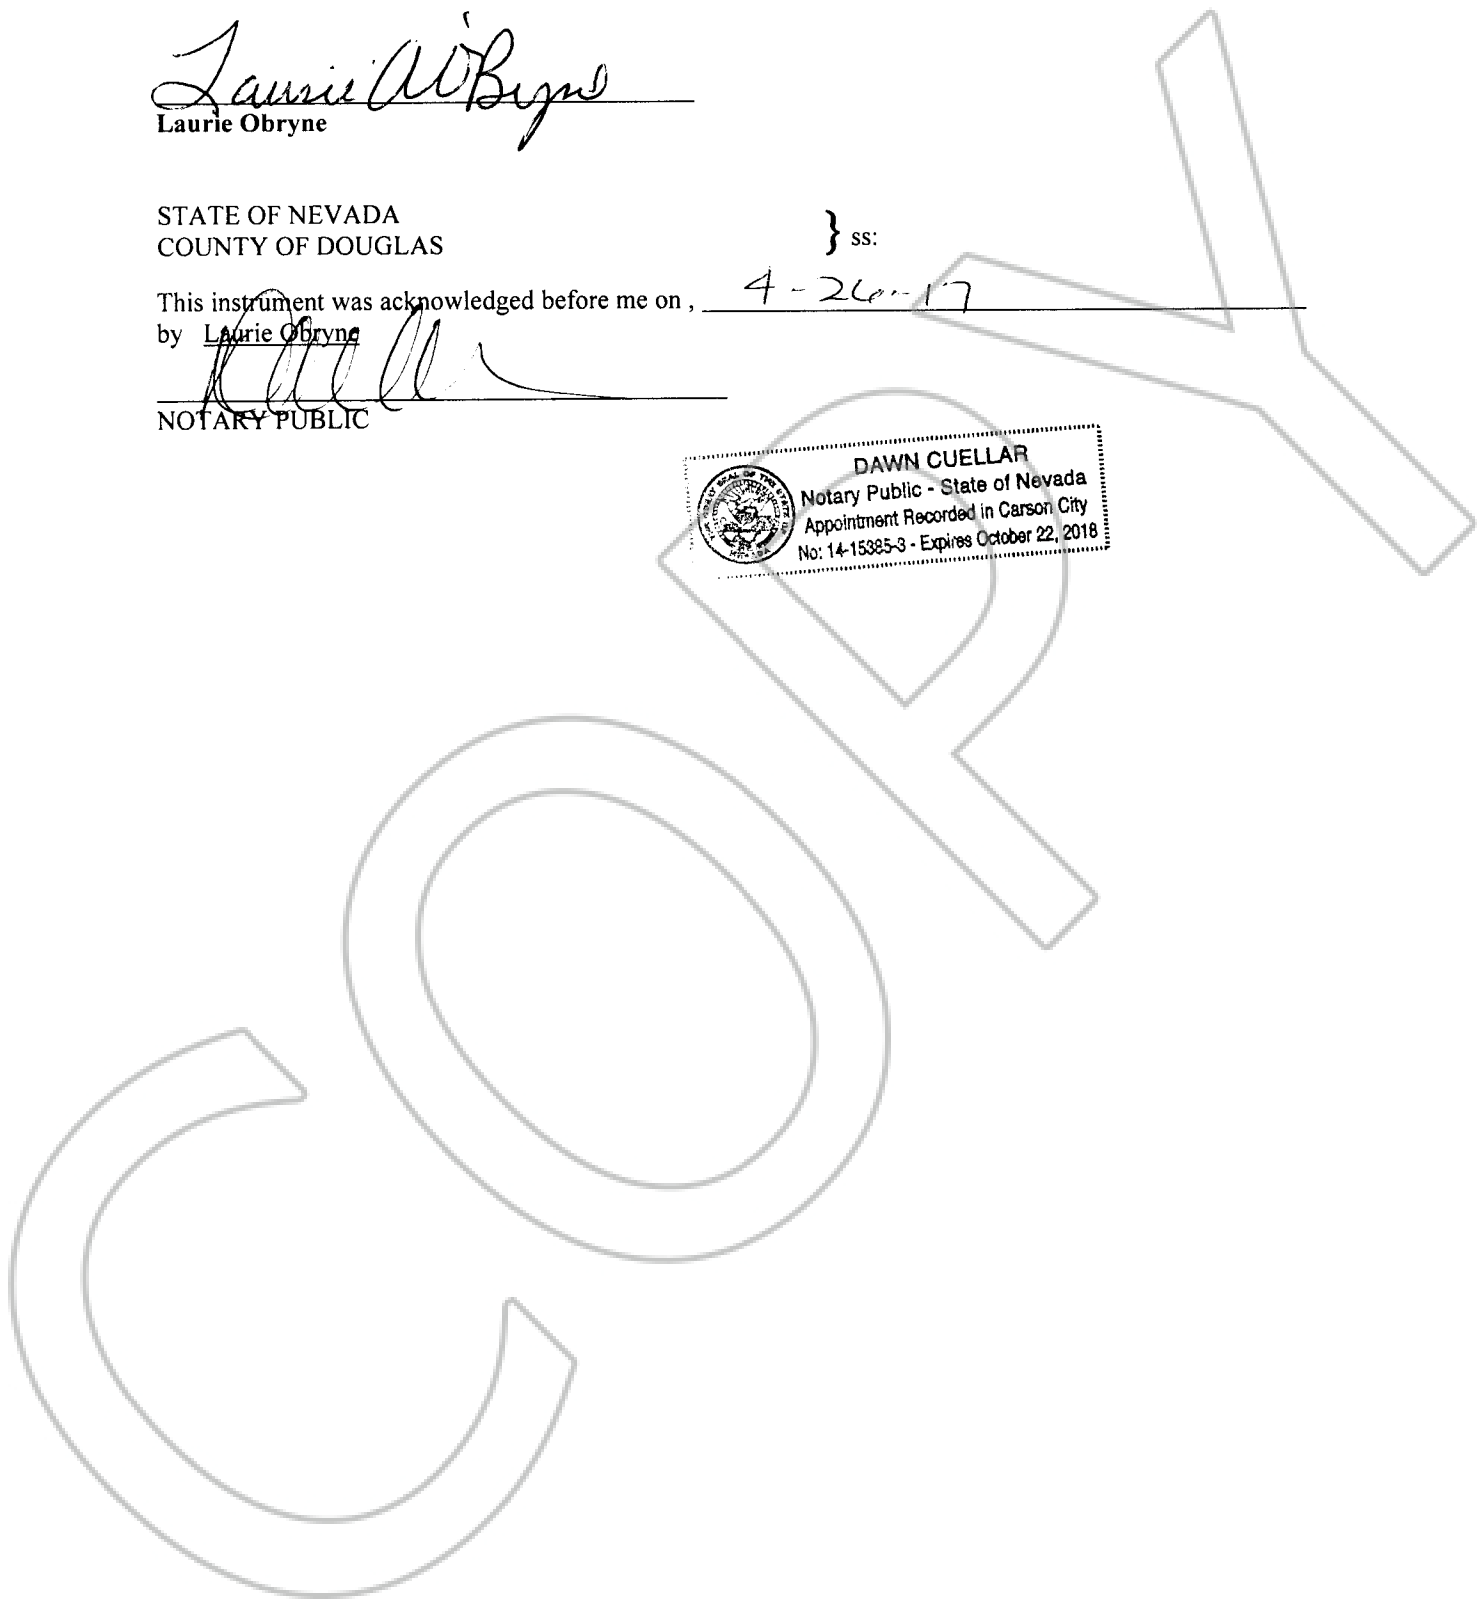 Laurie A O'Byrne
Laurie Obryne
STATE OF NEVADA
COUNTY OF DOUGLAS
} ss:
This instrument was acknowledged before me on , 4-26-17
by Laurie Obryne
NOTARY PUBLIC
DAWN CUELLAR
Notary Public - State of Nevada
Appointment Recorded in Carson City
No: 14-15385-3 - Expires October 22, 2018
COPY